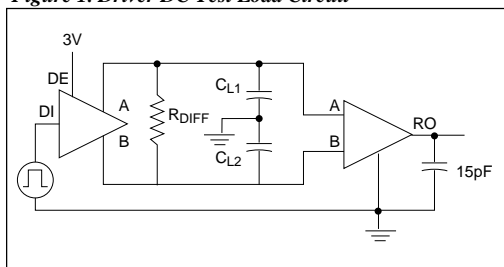 Figure 1. Driver DC Test Load Circuit
3V
DE
DI
A
B
RDIFF
CL1
CL2
A
B
RO
15pF